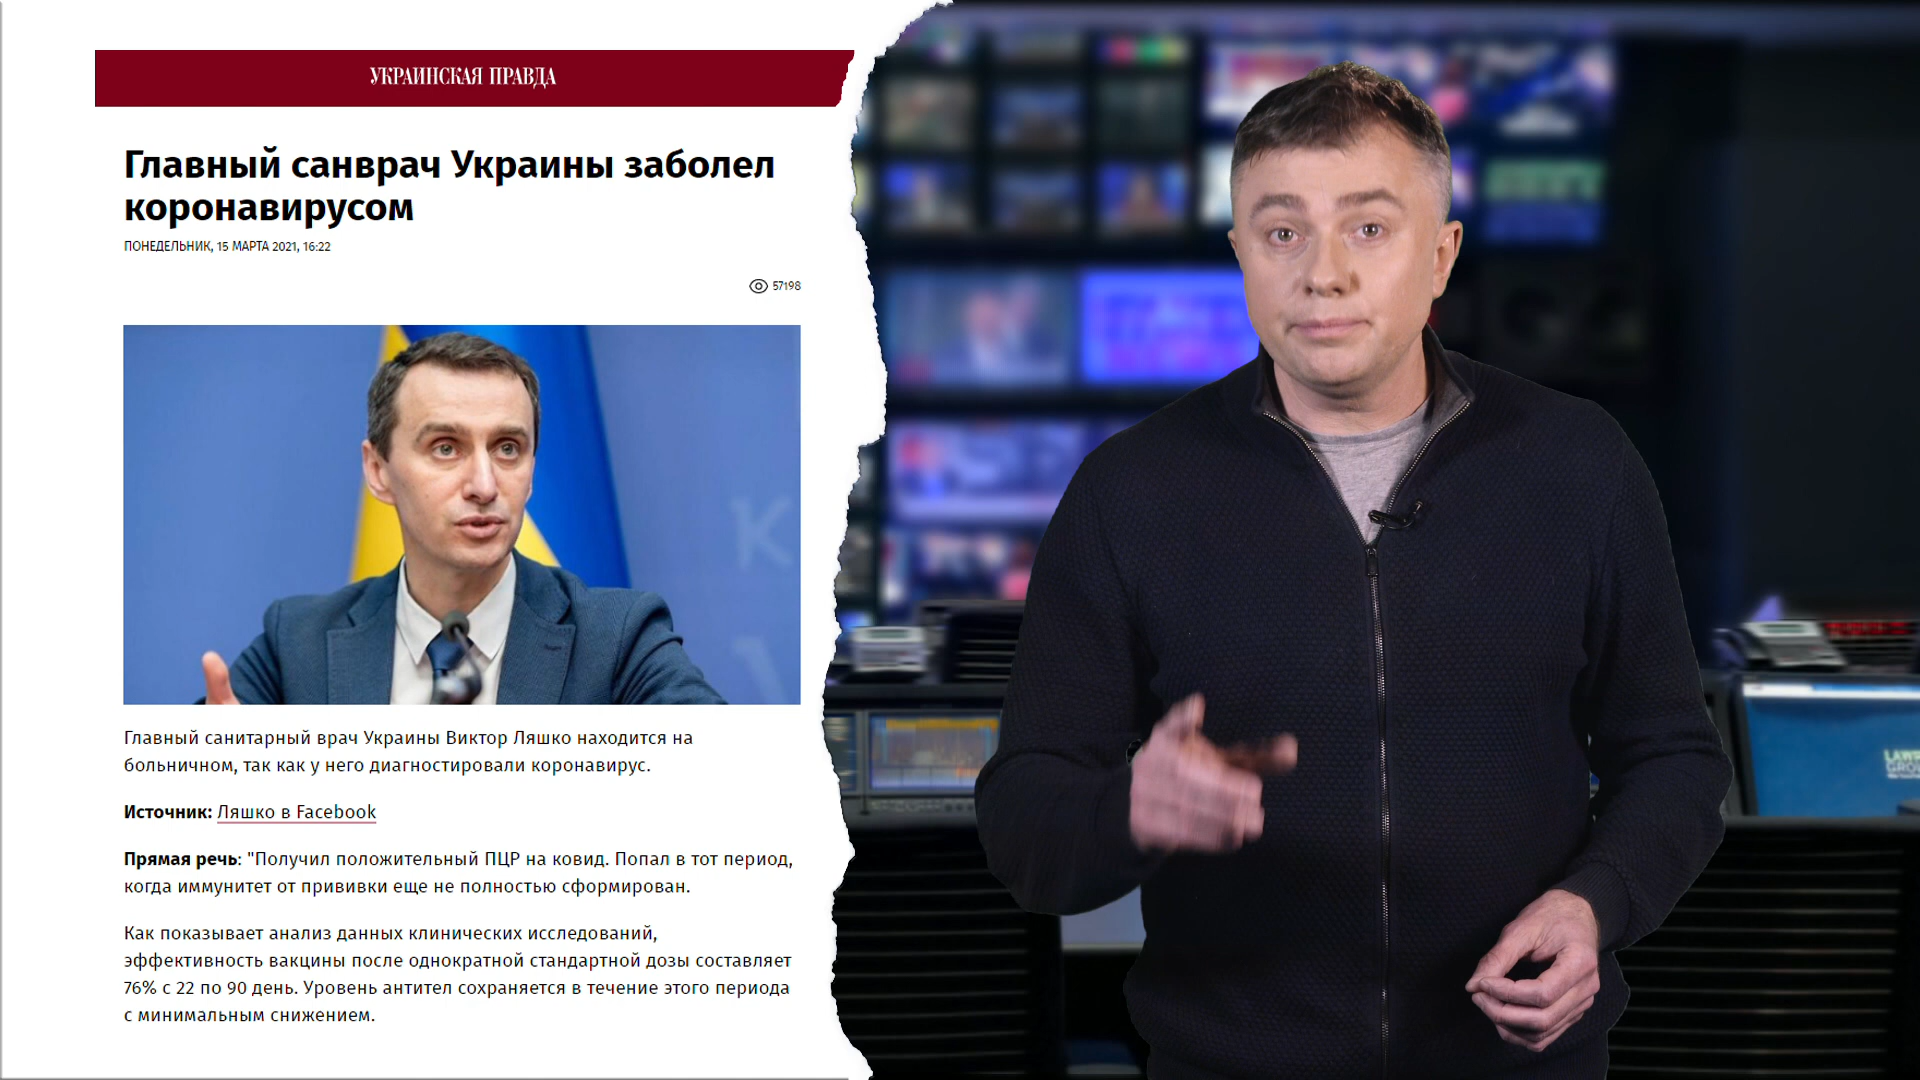 УКРАИНСКАЯ ПРАВДА
Главный санврач Украины заболел
коронавирусом
ПОНЕДЕЛЬНИК, 15 МАРТА 2021, 16:22
57198
Главный санитарный врач Украины Виктор Ляшко находится на
больничном, так как у него диагностировали коронавирус.
Источник: Ляшко в Facebook
Прямая речь: "Получил положительный ПЦР на ковид. Попал в тот период,
когда иммунитет от прививки еще не полностью сформирован.
Как показывает анализ данных клинических исследований,
эффективность вакцины после однократной стандартной дозы составляет
76% с 22 по 90 день. Уровень антител сохраняется в течение этого периода
с минимальным снижением.